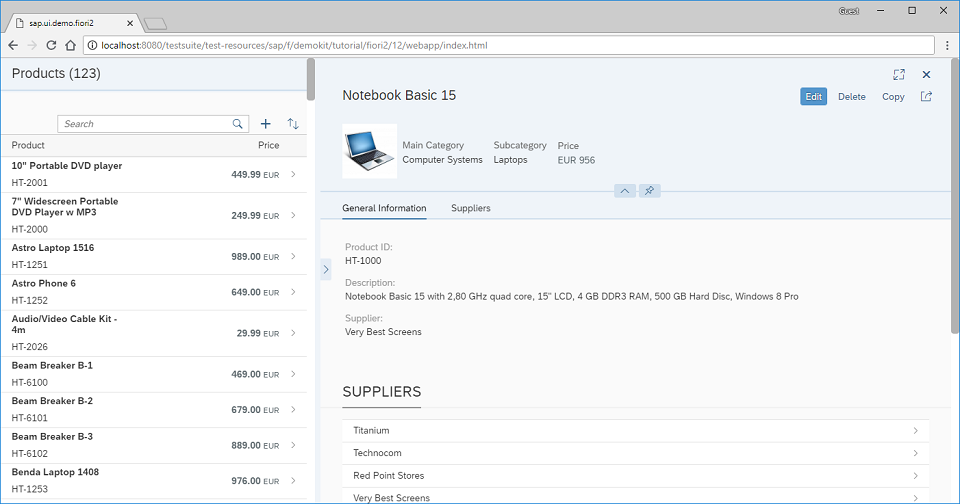 sap.ui.demo.fiori2
Guest
localhost:8080/testsuite/test-resources/sap/f/demokit/tutorial/fiori2/12/webapp/index.html
Products (123)
Search
Product Price
10" Portable DVD player
HT-2001
449.99 EUR
7" Widescreen Portable
DVD Player w MP3
HT-2000
249.99 EUR
Astro Laptop 1516
HT-1251
989.00 EUR
Astro Phone 6
HT-1252
649.00 EUR
Audio/Video Cable Kit -
4m
HT-2026
29.99 EUR
Beam Breaker B-1
HT-6100
469.00 EUR
Beam Breaker B-2
HT-6101
679.00 EUR
Beam Breaker B-3
HT-6102
889.00 EUR
Benda Laptop 1408
HT-1253
976.00 EUR
Notebook Basic 15
Edit Delete Copy
Main Category
Computer Systems
Subcategory
Laptops
Price
EUR 956
General Information Suppliers
Product ID:
HT-1000
Description:
Notebook Basic 15 with 2,80 GHz quad core, 15" LCD, 4 GB DDR3 RAM, 500 GB Hard Disc, Windows 8 Pro
Supplier:
Very Best Screens
SUPPLIERS
Titanium
Technocom
Red Point Stores
Very Best Screens